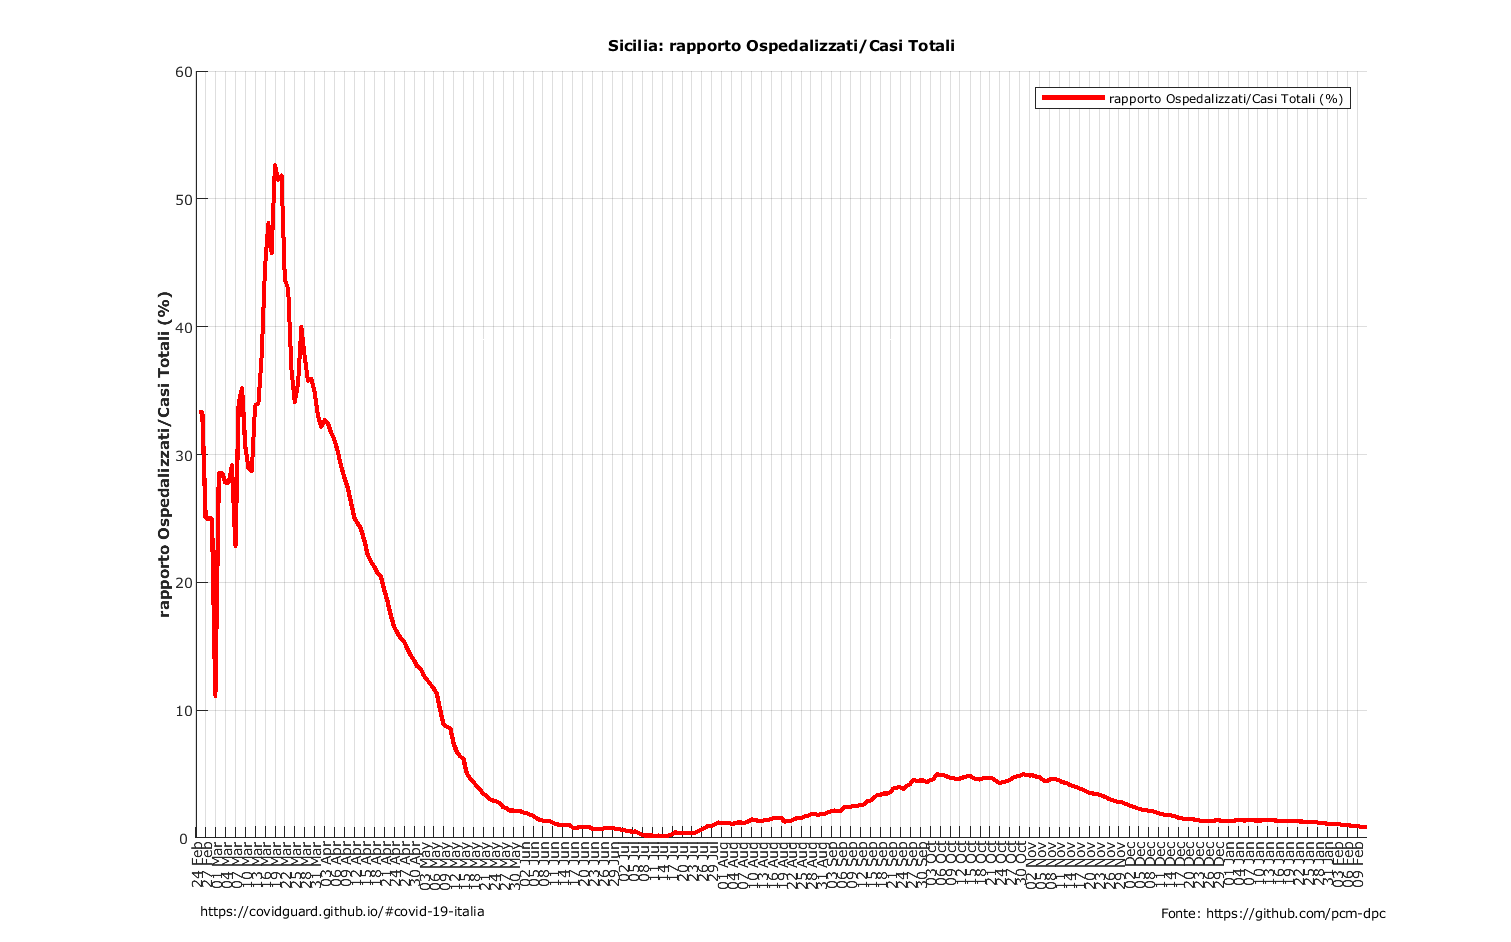 Sicilia: rapporto Ospedalizzati/Casi Totali
rapporto Ospedalizzati/Casi Totali (%)
rapporto Ospedalizzati/Casi Totali (%)
60
50
40
30
20
10
0
24 Feb
27 Feb
01 Mar
04 Mar
07 Mar
10 Mar
13 Mar
16 Mar
19 Mar
22 Mar
25 Mar
28 Mar
31 Mar
03 Apr
06 Apr
09 Apr
12 Apr
15 Apr
18 Apr
21 Apr
24 Apr
27 Apr
30 Apr
03 May
06 May
09 May
12 May
15 May
18 May
21 May
24 May
27 May
30 May
02 Jun
05 Jun
08 Jun
11 Jun
14 Jun
17 Jun
20 Jun
23 Jun
26 Jun
29 Jun
02 Jul
05 Jul
08 Jul
11 Jul
14 Jul
17 Jul
20 Jul
23 Jul
26 Jul
29 Jul
01 Aug
04 Aug
07 Aug
10 Aug
13 Aug
16 Aug
19 Aug
22 Aug
25 Aug
28 Aug
31 Aug
03 Sep
06 Sep
09 Sep
12 Sep
15 Sep
18 Sep
21 Sep
24 Sep
27 Sep
30 Sep
03 Oct
06 Oct
09 Oct
12 Oct
15 Oct
18 Oct
21 Oct
24 Oct
27 Oct
30 Oct
02 Nov
05 Nov
08 Nov
11 Nov
14 Nov
17 Nov
20 Nov
23 Nov
26 Nov
29 Nov
02 Dec
05 Dec
08 Dec
11 Dec
14 Dec
17 Dec
20 Dec
23 Dec
26 Dec
29 Dec
01 Jan
04 Jan
07 Jan
10 Jan
13 Jan
16 Jan
19 Jan
22 Jan
25 Jan
28 Jan
31 Jan
03 Feb
06 Feb
09 Feb
https://covidguard.github.io/#covid-19-italia
Fonte: https://github.com/pcm-dpc